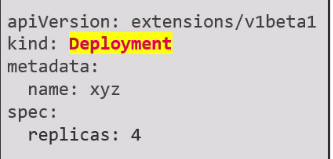 apiVersion: extensions/v1beta1
kind: Deployment
metadata:
  name: xyz
spec:
  replicas: 4